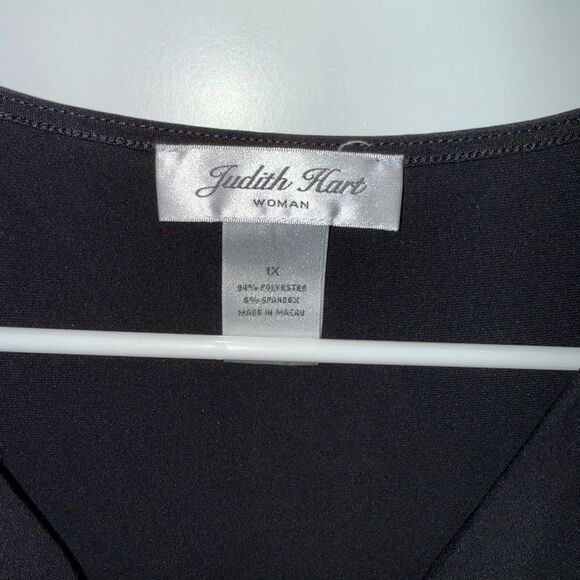 Judith Hart
WOMAN
1X
94% POLYESTER
6% SPANDEX
MADE IN MACAU